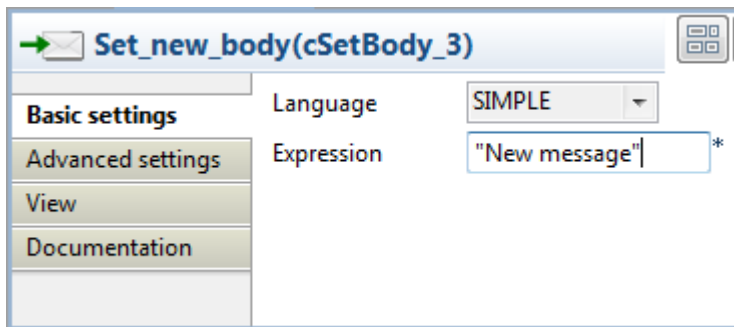 Set_new_body(cSetBody_3)
Basic settings
Language
SIMPLE
Advanced settings
Expression
"New message"
*
View
Documentation